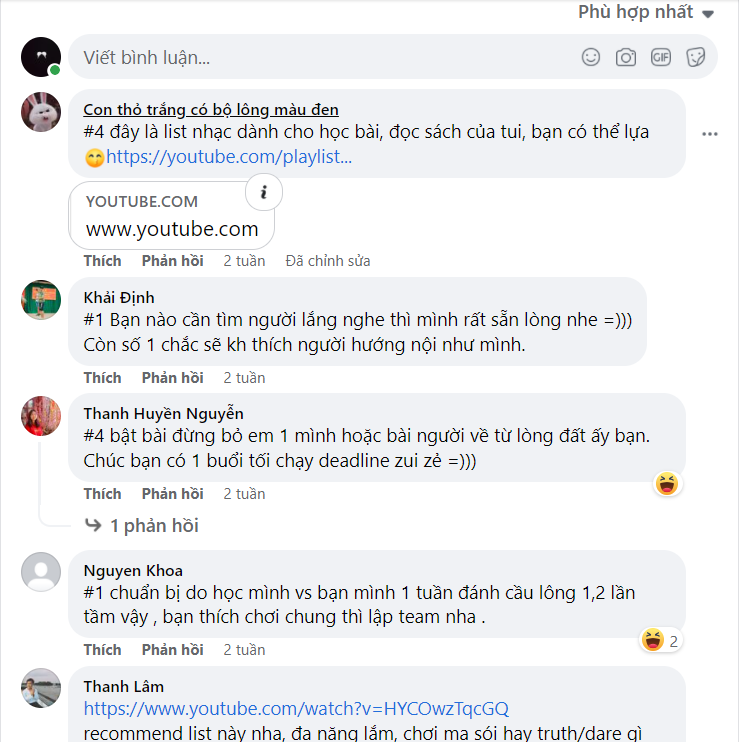 Phù hợp nhất
Viết bình luận...
GIF
Con thỏ trắng có bộ lông màu đen
#4 đây là list nhạc dành cho học bài, đọc sách của tui, bạn có thể lựa
https://youtube.com/playlist...
YOUTUBE.COM
www.youtube.com
i
Thích Phản hồi 2 tuần Đã chỉnh sửa
Khải Định
#1 Bạn nào cần tìm người lắng nghe thì mình rất sẵn lòng nhe =)))
Còn số 1 chắc sẽ kh thích người hướng nội như mình.
Thích Phản hồi 2 tuần
Thanh Huyền Nguyễn
#4 bật bài đừng bỏ em 1 mình hoặc bài người về từ lòng đất ấy bạn.
Chúc bạn có 1 buổi tối chạy deadline zui zẻ =)))
Thích Phản hồi 2 tuần
1 phản hồi
Nguyen Khoa
#1 chuẩn bị do học mình vs bạn mình 1 tuần đánh cầu lông 1,2 lần
tầm vậy , bạn thích chơi chung thì lập team nha .
2
Thích Phản hồi 2 tuần
Thanh Lâm
https://www.youtube.com/watch?v=HYCOwzTqcGQ
recommend list này nha, đa năng lắm, chơi ma sói hay truth/dare gì